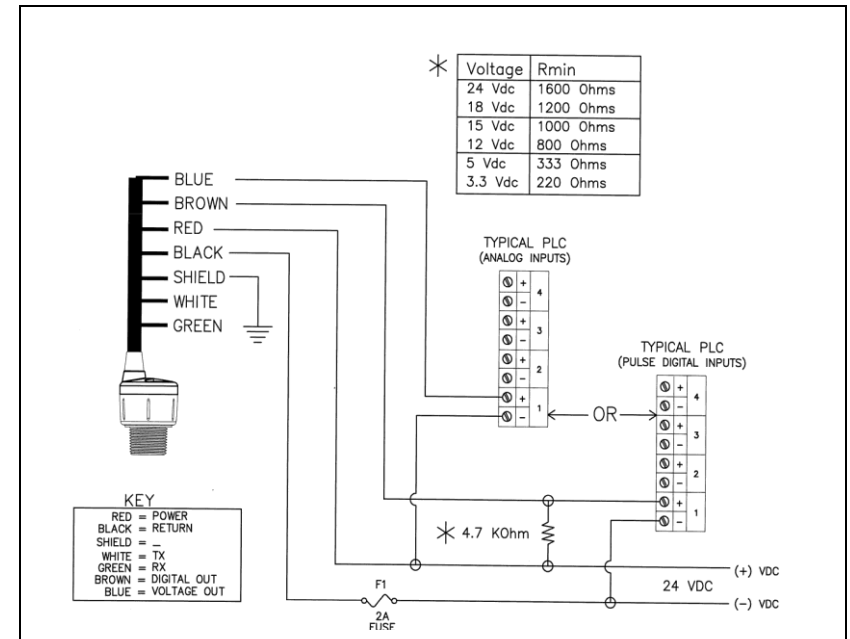 * Voltage Rmin
24 Vdc 1600 Ohms
18 Vdc 1200 Ohms
15 Vdc 1000 Ohms
12 Vdc 800 Ohms
5 Vdc 333 Ohms
3.3 Vdc 220 Ohms
BLUE
BROWN
RED
BLACK
SHIELD
WHITE
GREEN
TYPICAL PLC
(ANALOG INPUTS)
+ 4
-
+ 3
-
+ 2
-
+ 1
-
OR
TYPICAL PLC
(PULSE DIGITAL INPUTS)
+ 4
-
+ 3
-
+ 2
-
+ 1
-
* 4.7 KOhm
KEY
RED = POWER
BLACK = RETURN
SHIELD = _
WHITE = TX
GREEN = RX
BROWN = DIGITAL OUT
BLUE = VOLTAGE OUT
(+) VDC
24 VDC
(-) VDC
F1
2A
FUSE